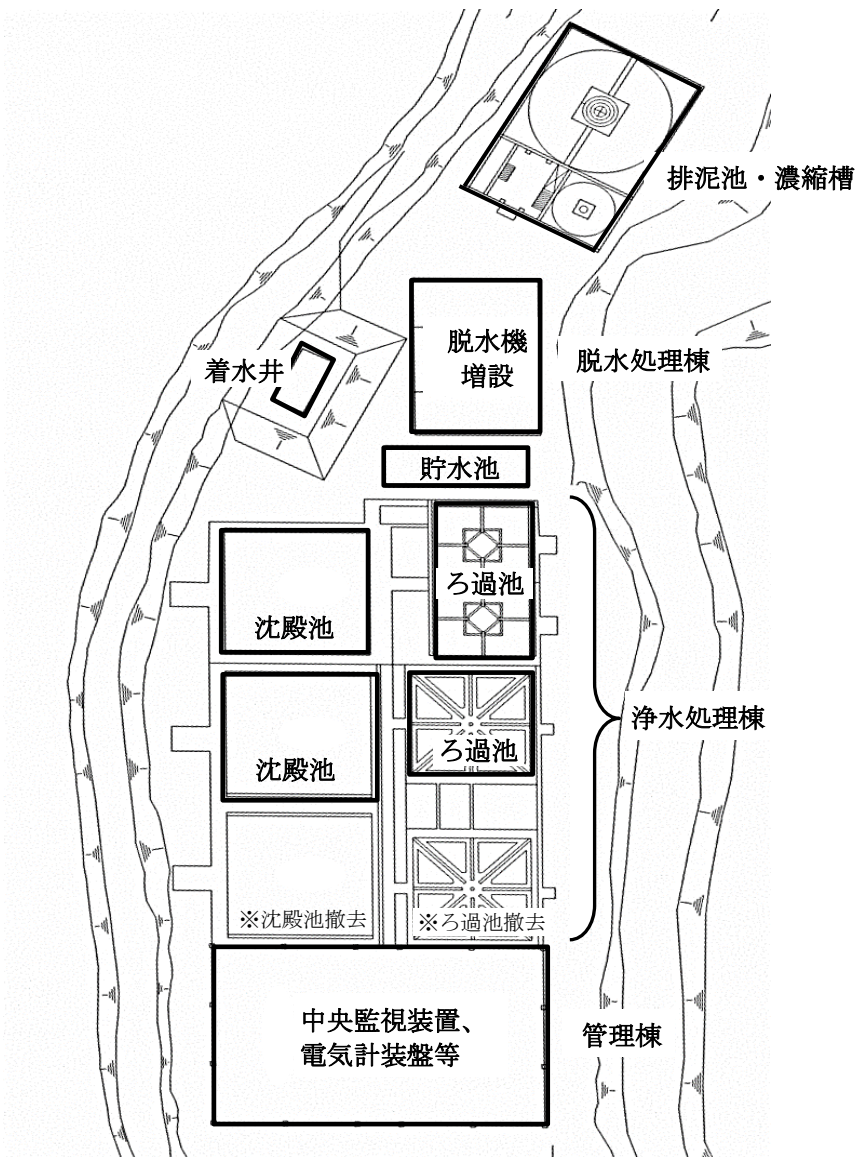 排泥池・濃縮槽
脱水機
増設
脱水処理棟
着水井
貯水池
ろ過池
沈殿池
浄水処理棟
ろ過池
沈殿池
※沈殿池撤去
※ろ過池撤去
中央監視装置、
電気計装盤等
管理棟